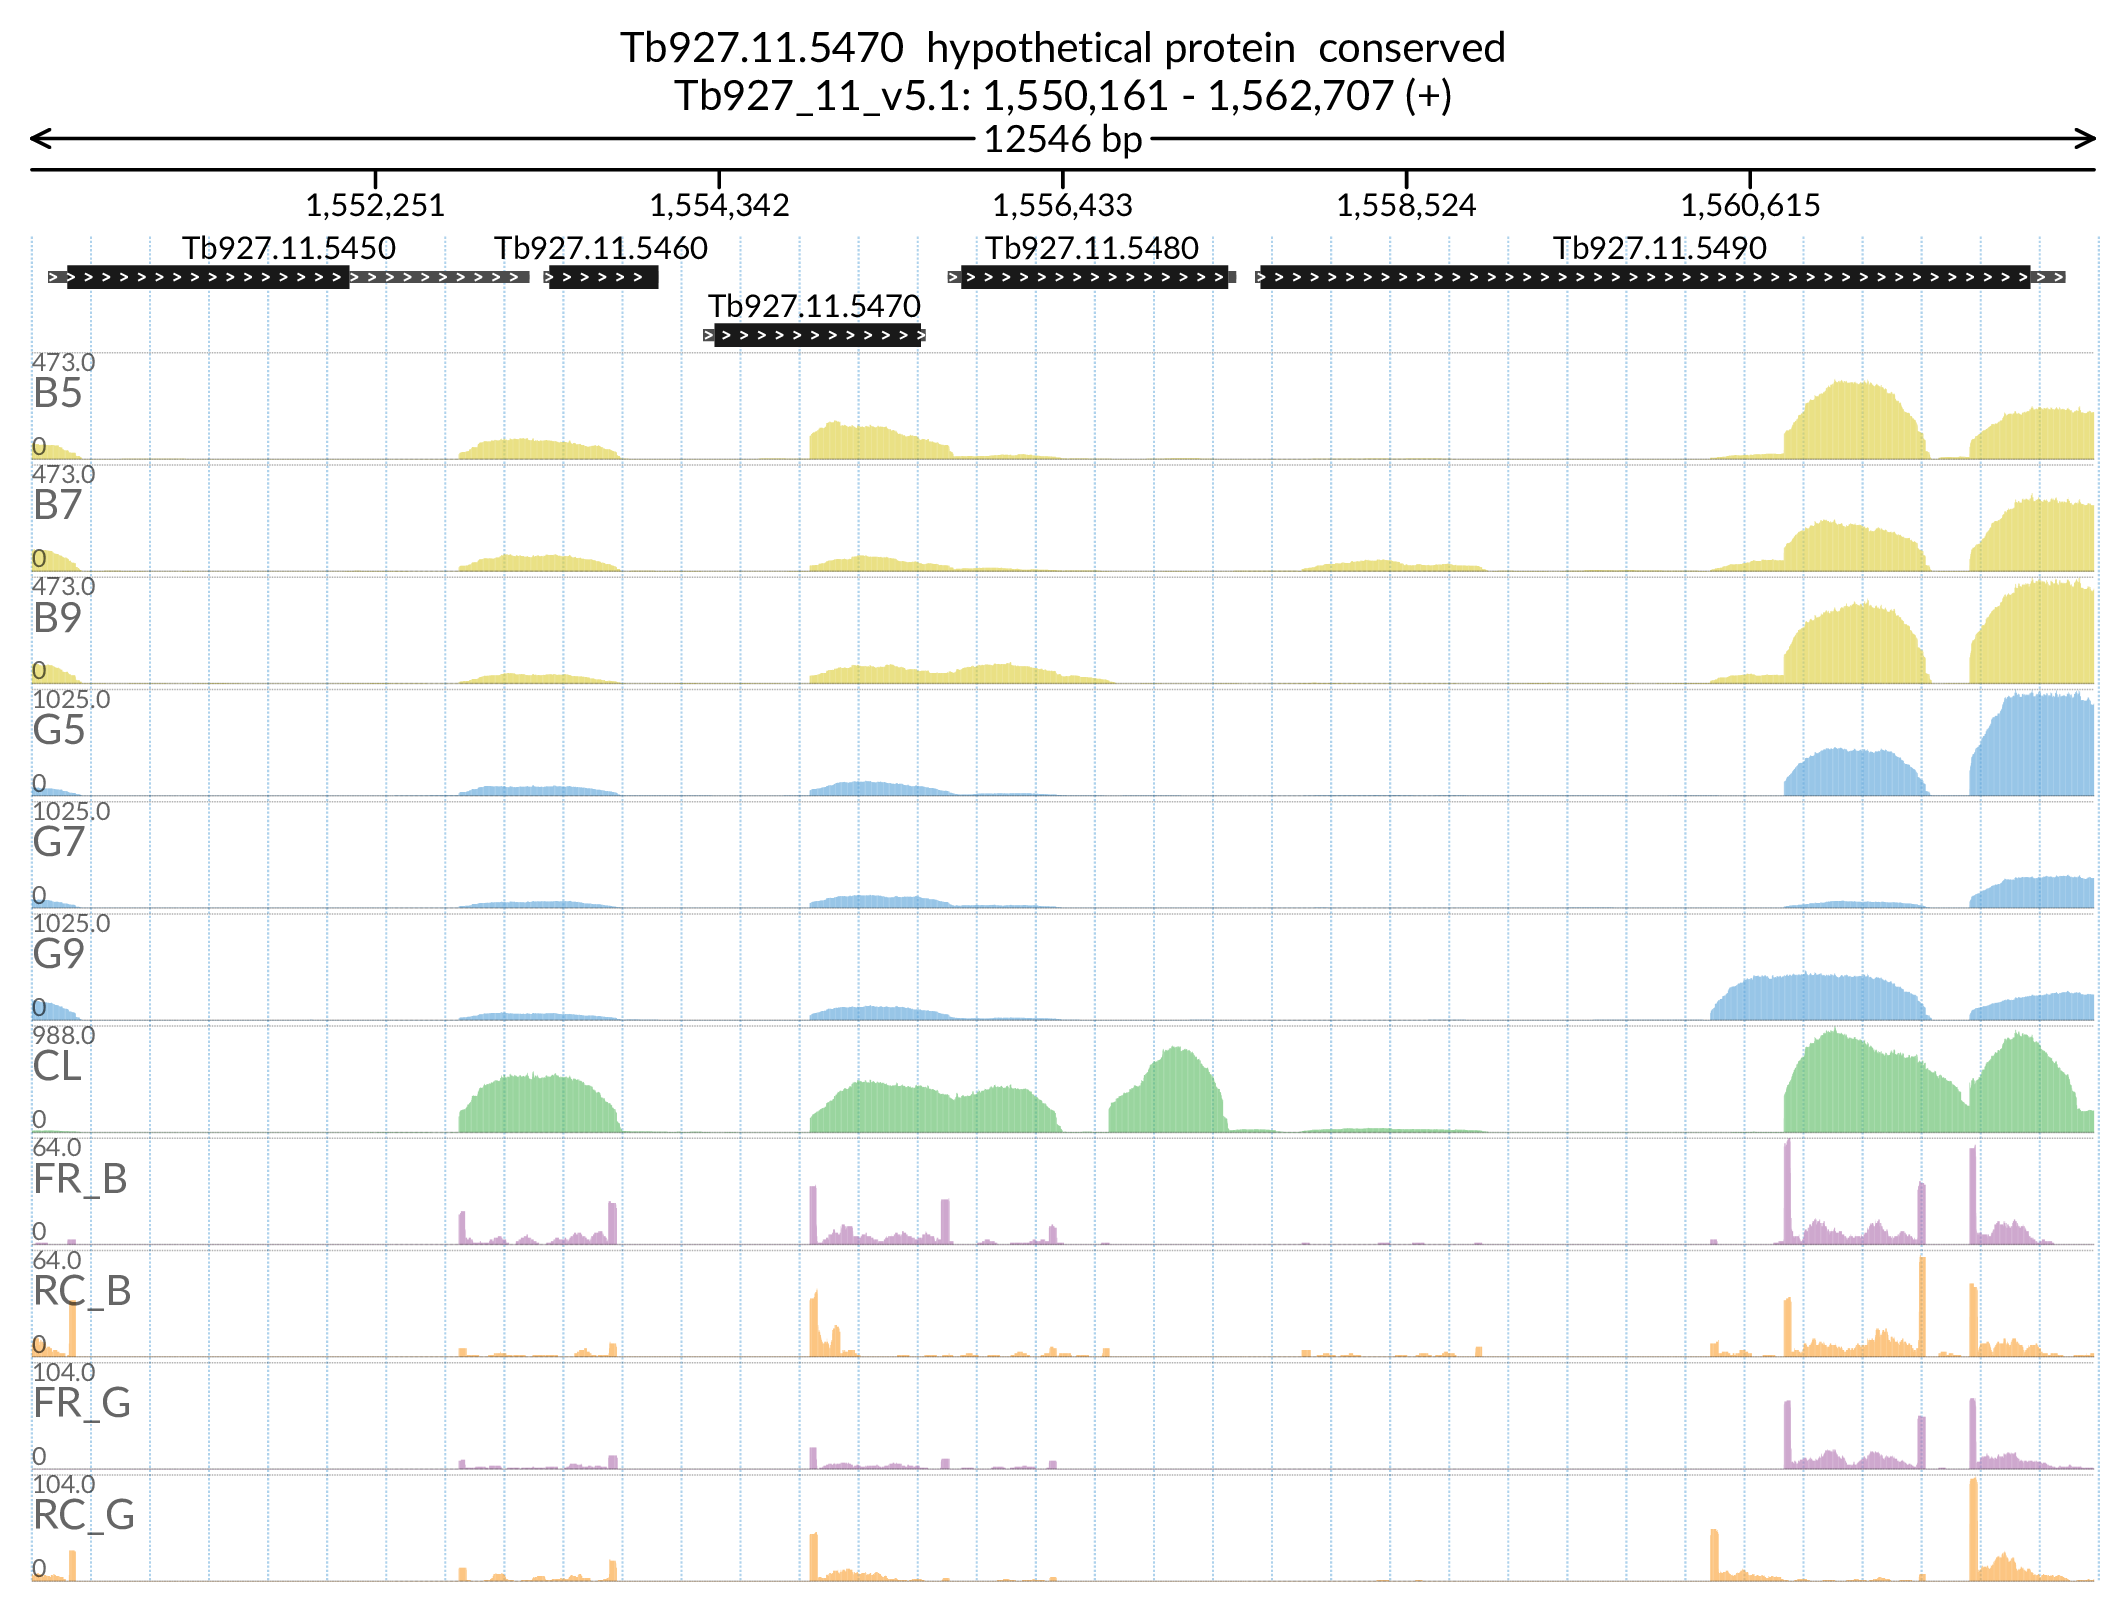 Tb927.11.5470  hypothetical protein  conserved
Tb927_11_v5.1: 1,550,161 - 1,562,707 (+)
12546 bp
1,552,251 1,554,342 1,556,433 1,558,524 1,560,615
Tb927.11.5450 Tb927.11.5460 Tb927.11.5480 Tb927.11.5490
Tb927.11.5470
473.0
B5
0
473.0
B7
0
473.0
B9
0
1025.0
G5
0
1025.0
G7
0
1025.0
G9
0
988.0
CL
0
64.0
FR_B
0
64.0
RC_B
0
104.0
FR_G
0
104.0
RC_G
0